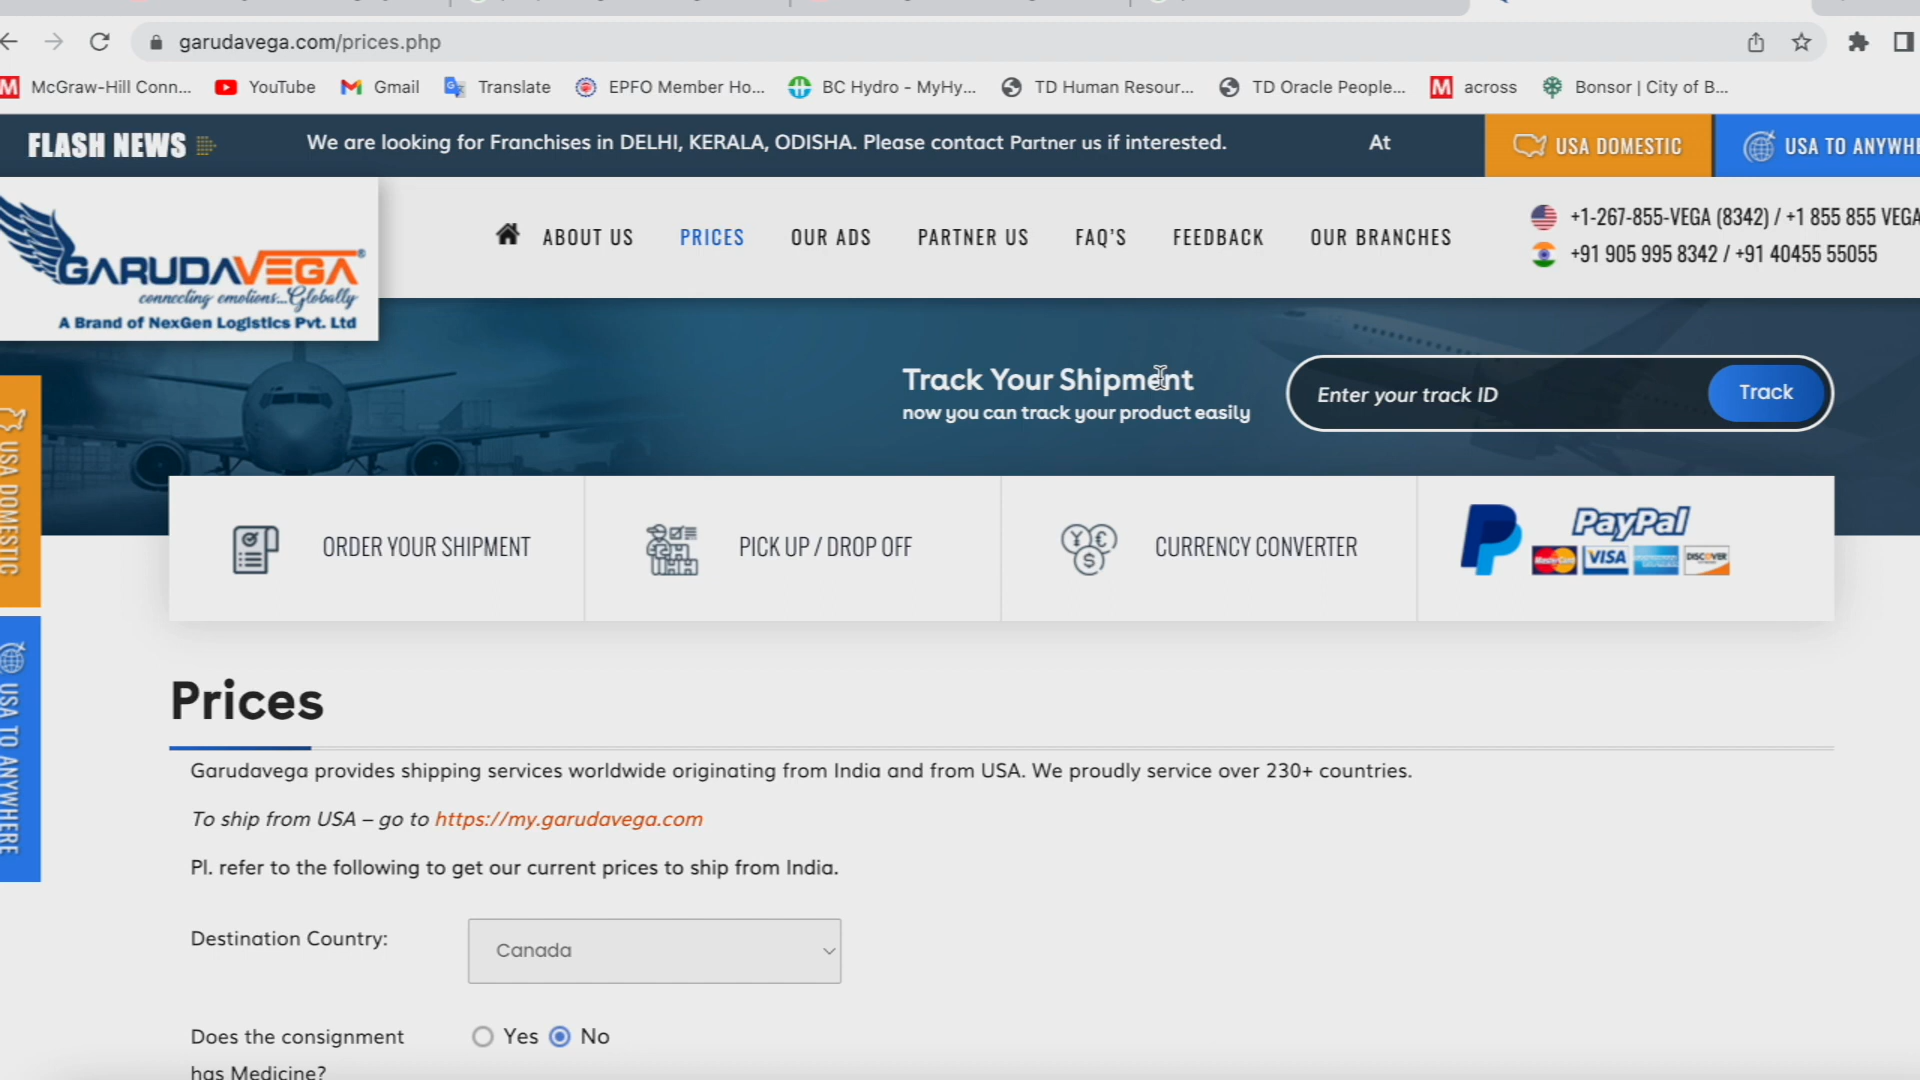 garudavega.com/prices.php
McGraw-Hill Conn... YouTube Gmail Translate EPFO Member Ho... BC Hydro - MyHy... TD Human Resour... TD Oracle People... across Bonsor | City of B...
FLASH NEWS We are looking for Franchises in DELHI, KERALA, ODISHA. Please contact Partner us if interested. At USA DOMESTIC USA TO ANYWHE
GARUDAVEGA®
connecting emotions...Globally
A Brand of NexGen Logistics Pvt. Ltd
ABOUT US PRICES OUR ADS PARTNER US FAQ'S FEEDBACK OUR BRANCHES
+1-267-855-VEGA (8342) / +1 855 855 VEGA
+91 905 995 8342 / +91 40455 55055
Track Your Shipment
now you can track your product easily
Enter your track ID Track
USA DOMESTIC
USA TO ANYWHERE
ORDER YOUR SHIPMENT PICK UP / DROP OFF CURRENCY CONVERTER PayPal
MasterCard VISA DISCOVER
Prices
Garudavega provides shipping services worldwide originating from India and from USA. We proudly service over 230+ countries.
To ship from USA – go to https://my.garudavega.com
Pl. refer to the following to get our current prices to ship from India.
Destination Country: Canada
Does the consignment Yes No
has Medicine?